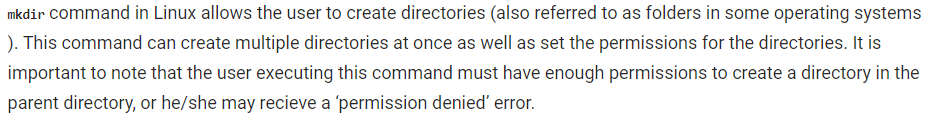 mkdir command in Linux allows the user to create directories (also referred to as folders in some operating systems
). This command can create multiple directories at once as well as set the permissions for the directories. It is
important to note that the user executing this command must have enough permissions to create a directory in the
parent directory, or he/she may recieve a ‘permission denied’ error.